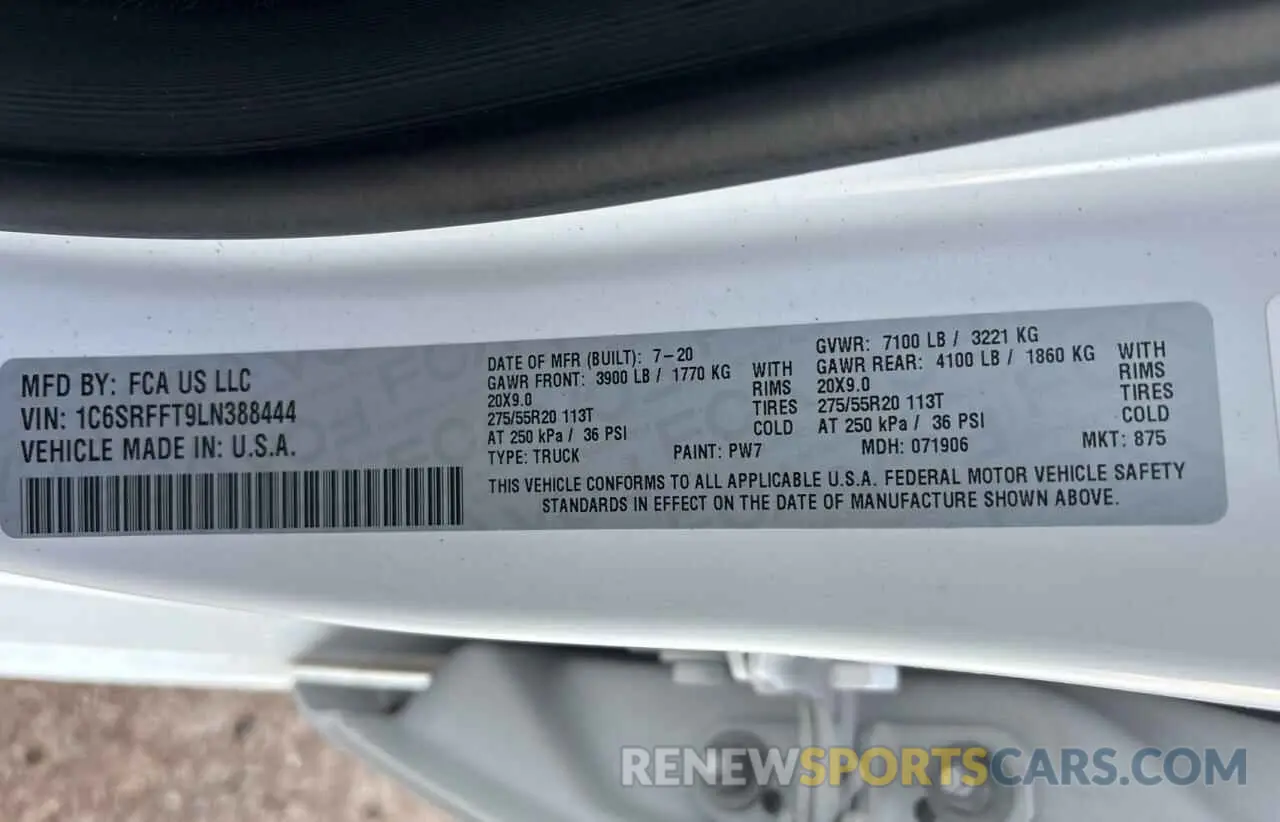 MFD BY: FCA US LLC
VIN: 1C6SRFFT9LN388444
VEHICLE MADE IN: U.S.A.
DATE OF MFR (BUILT): 7-20
GAWR FRONT: 3900 LB / 1770 KG
20X9.0
275/55R20 113T
AT 250 kPa / 36 PSI
WITH
RIMS
TIRES
COLD
GVWR: 7100 LB / 3221 KG
GAWR REAR: 4100 LB / 1860 KG
20X9.0
275/55R20 113T
AT 250 kPa / 36 PSI
WITH
RIMS
TIRES
COLD
TYPE: TRUCK PAINT: PW7 MDH: 071906 MKT: 875
THIS VEHICLE CONFORMS TO ALL APPLICABLE U.S.A. FEDERAL MOTOR VEHICLE SAFETY
STANDARDS IN EFFECT ON THE DATE OF MANUFACTURE SHOWN ABOVE.
RENEWSPORTSCARS.COM